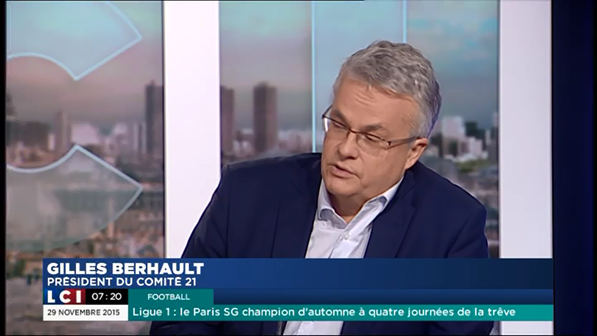 GILLES BERHAULT
PRÉSIDENT DU COMITÉ 21
LCI 07:20 FOOTBALL
29 NOVEMBRE 2015 Ligue 1 : le Paris SG champion d'automne à quatre journées de la trêve